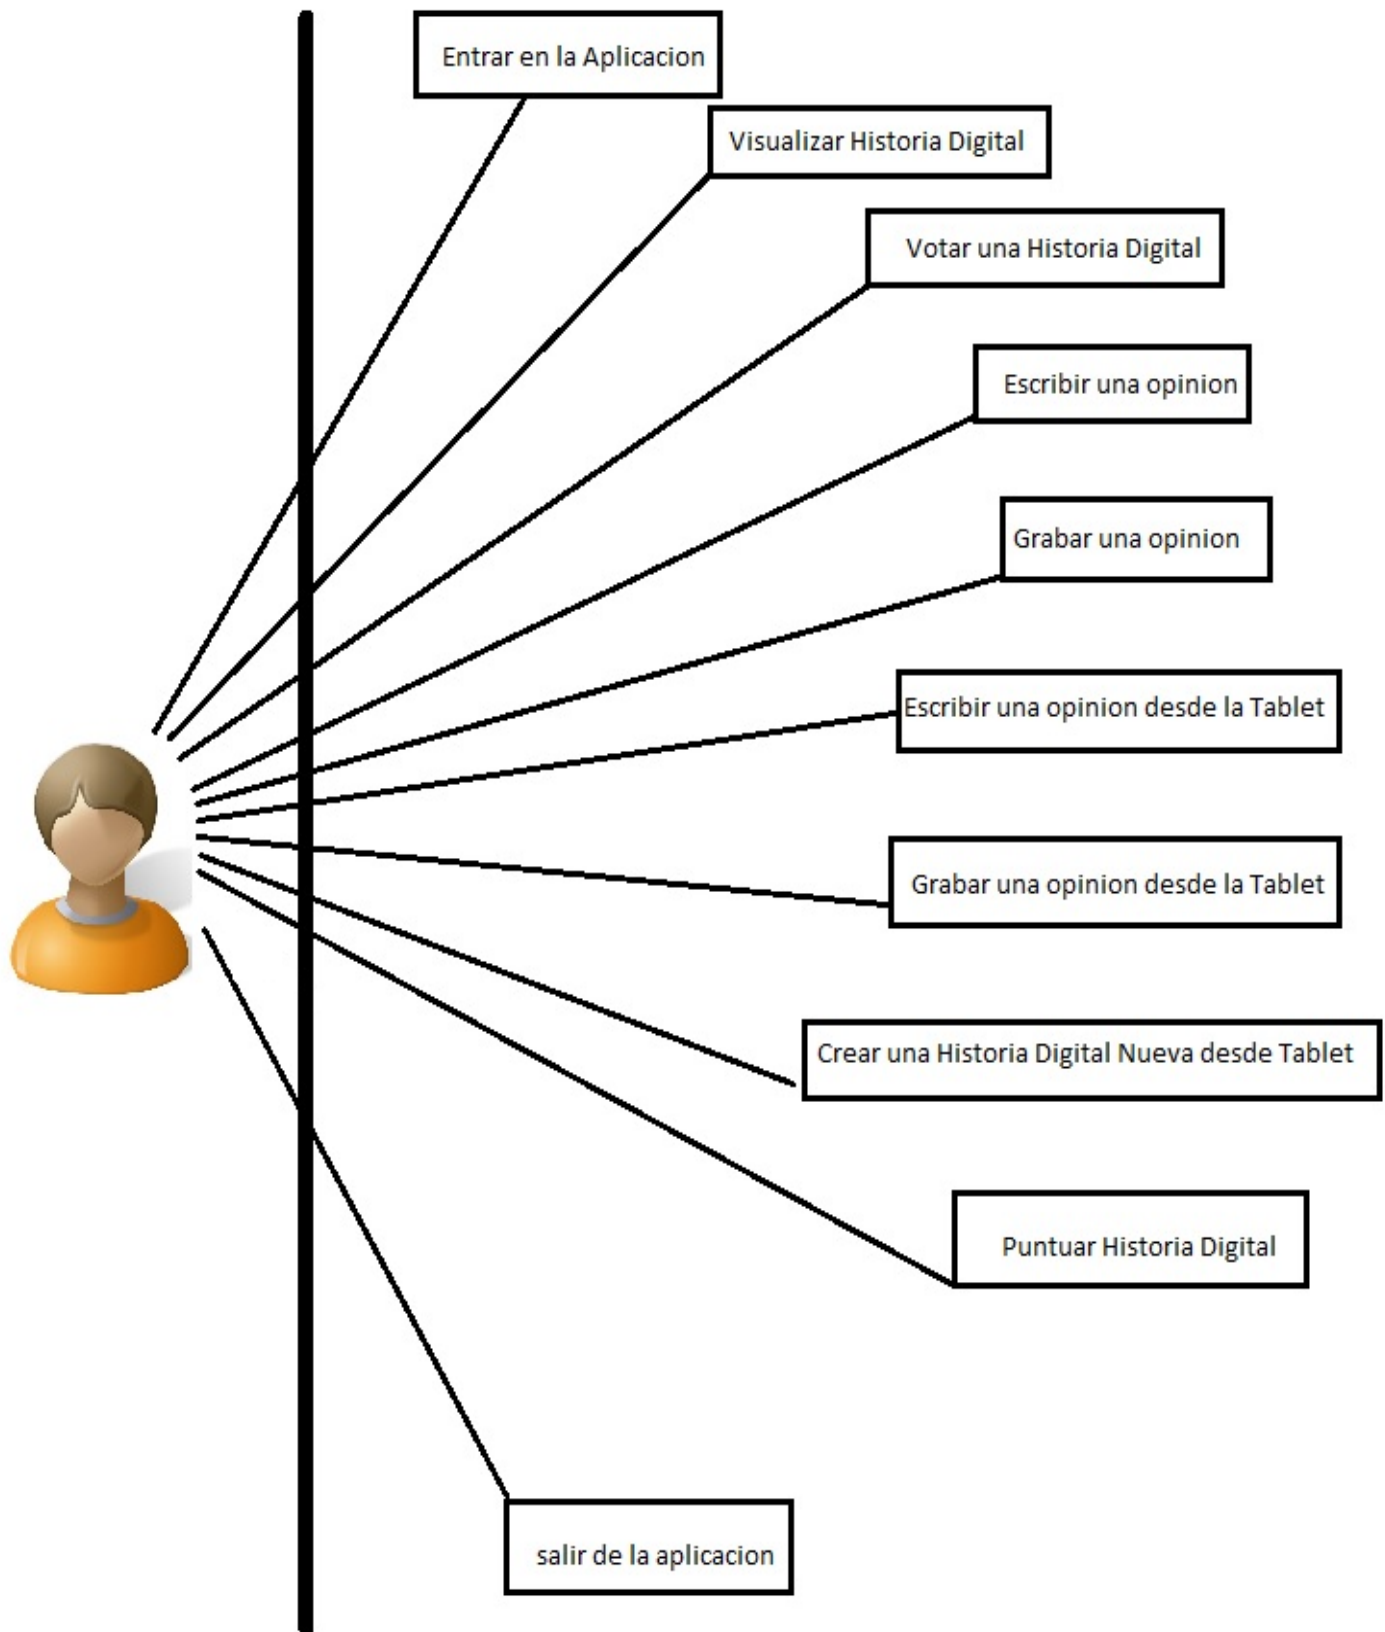 Entrar en la Aplicacion
Visualizar Historia Digital
Votar una Historia Digital
Escribir una opinion
Grabar una opinion
Escribir una opinion desde la Tablet
Grabar una opinion desde la Tablet
Crear una Historia Digital Nueva desde Tablet
Puntuar Historia Digital
salir de la aplicacion